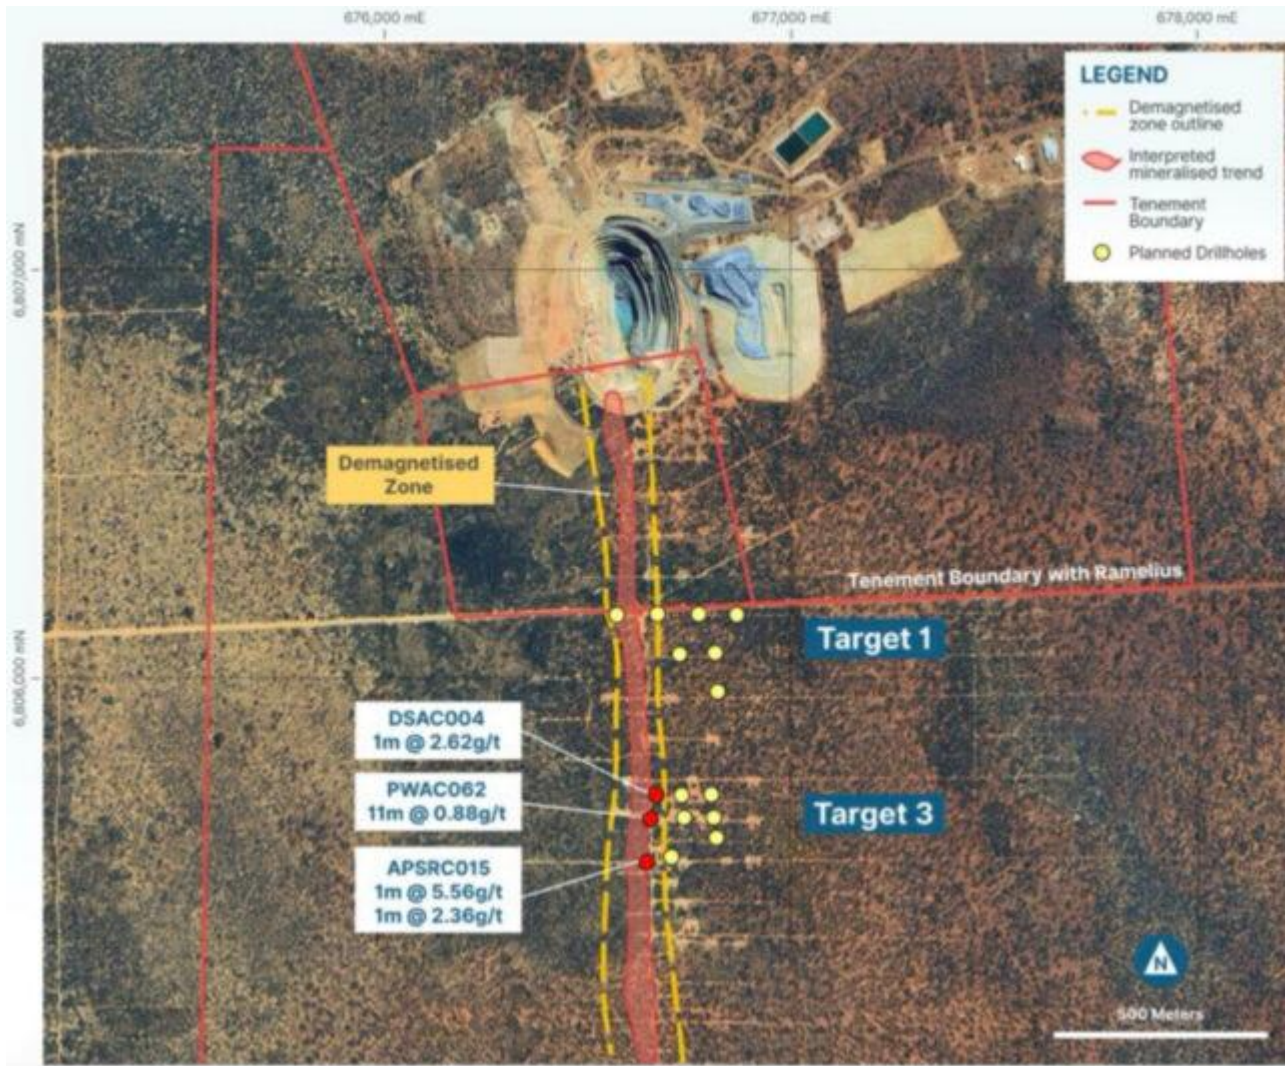 676,000 mE
677,000 mE
678,000 mE
LEGEND
Demagnetised
zone outline
Interpreted
mineralised trend
Tenement
Boundary
Planned Drillholes
6,807,000 mN
Demagnetised
Zone
Tenement Boundary with Ramelius
Target 1
6,806,000 mN
DSAC004
1m @ 2.62g/t
PWAC062
11m @ 0.88g/t
Target 3
APSRC015
1m @ 5.56g/t
1m @ 2.36g/t
N
500 Meters